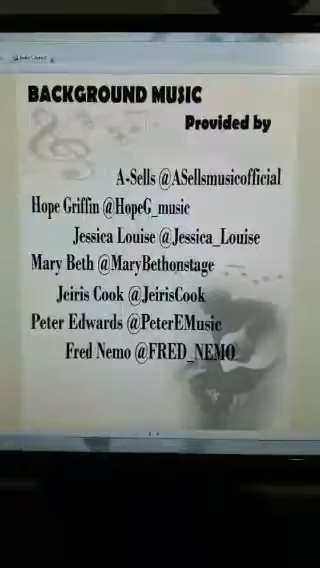 BACKGROUND MUSIC
Provided by
A-Sells @ASellsmusicofficial
Hope Griffin @HopeG_music
Jessica Louise @Jessica_Louise
Mary Beth @MaryBethonstage
Jeiris Cook @JeirisCook
Peter Edwards @PeterEMusic
Fred Nemo @FRED_NEMO